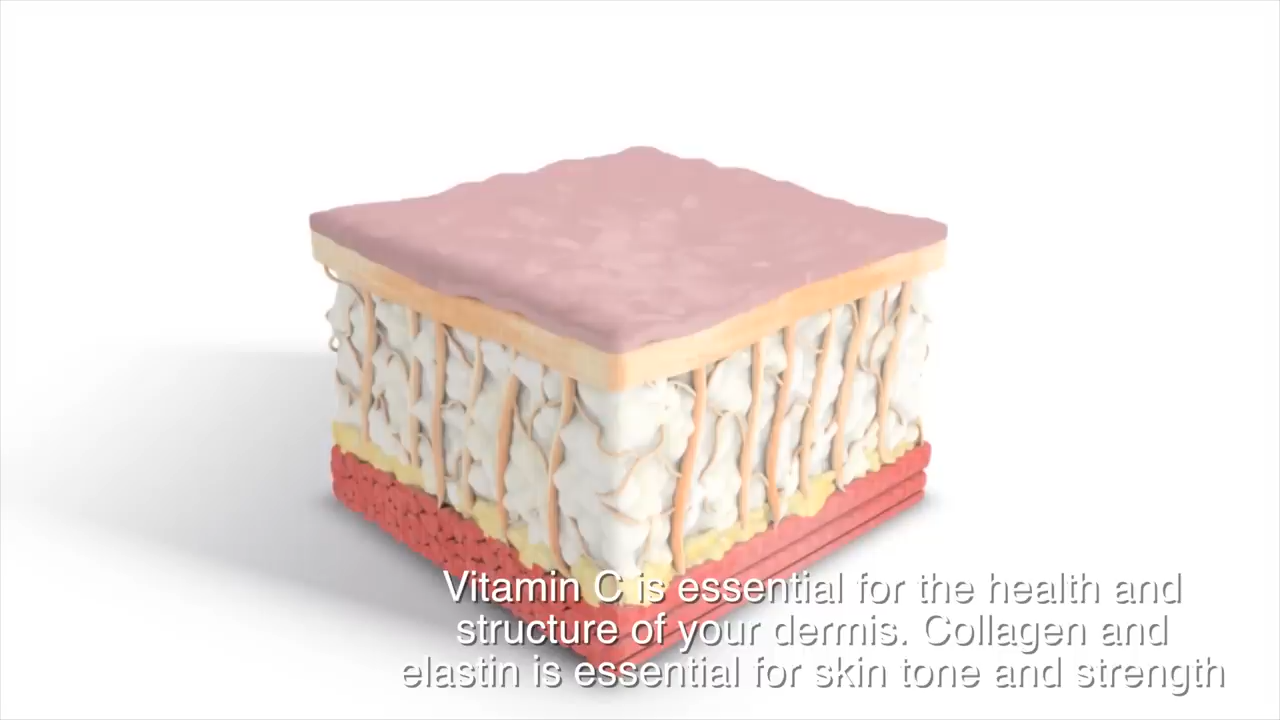 Vitamin C is essential for the health and
structure of your dermis. Collagen and
elastin is essential for skin tone and strength